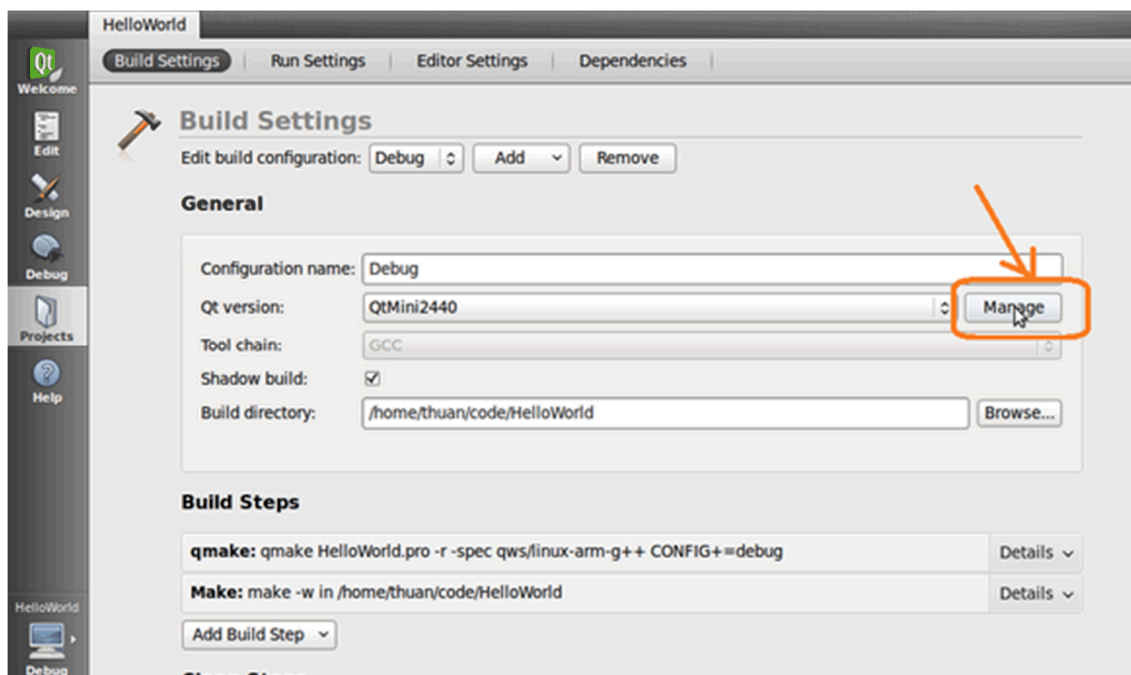 HelloWorld
Qt
Welcome
Edit
Design
Debug
Projects
Help
HelloWorld
Debug
Build Settings Run Settings Editor Settings Dependencies
Build Settings
Edit build configuration: Debug Add Remove
General
Configuration name: Debug
Qt version: QtMini2440 Manage
Tool chain: GCC
Shadow build:
Build directory: /home/thuan/code/HelloWorld Browse...
Build Steps
qmake: qmake HelloWorld.pro -r -spec qws/linux-arm-g++ CONFIG+=debug Details
Make: make -w in /home/thuan/code/HelloWorld Details
Add Build Step